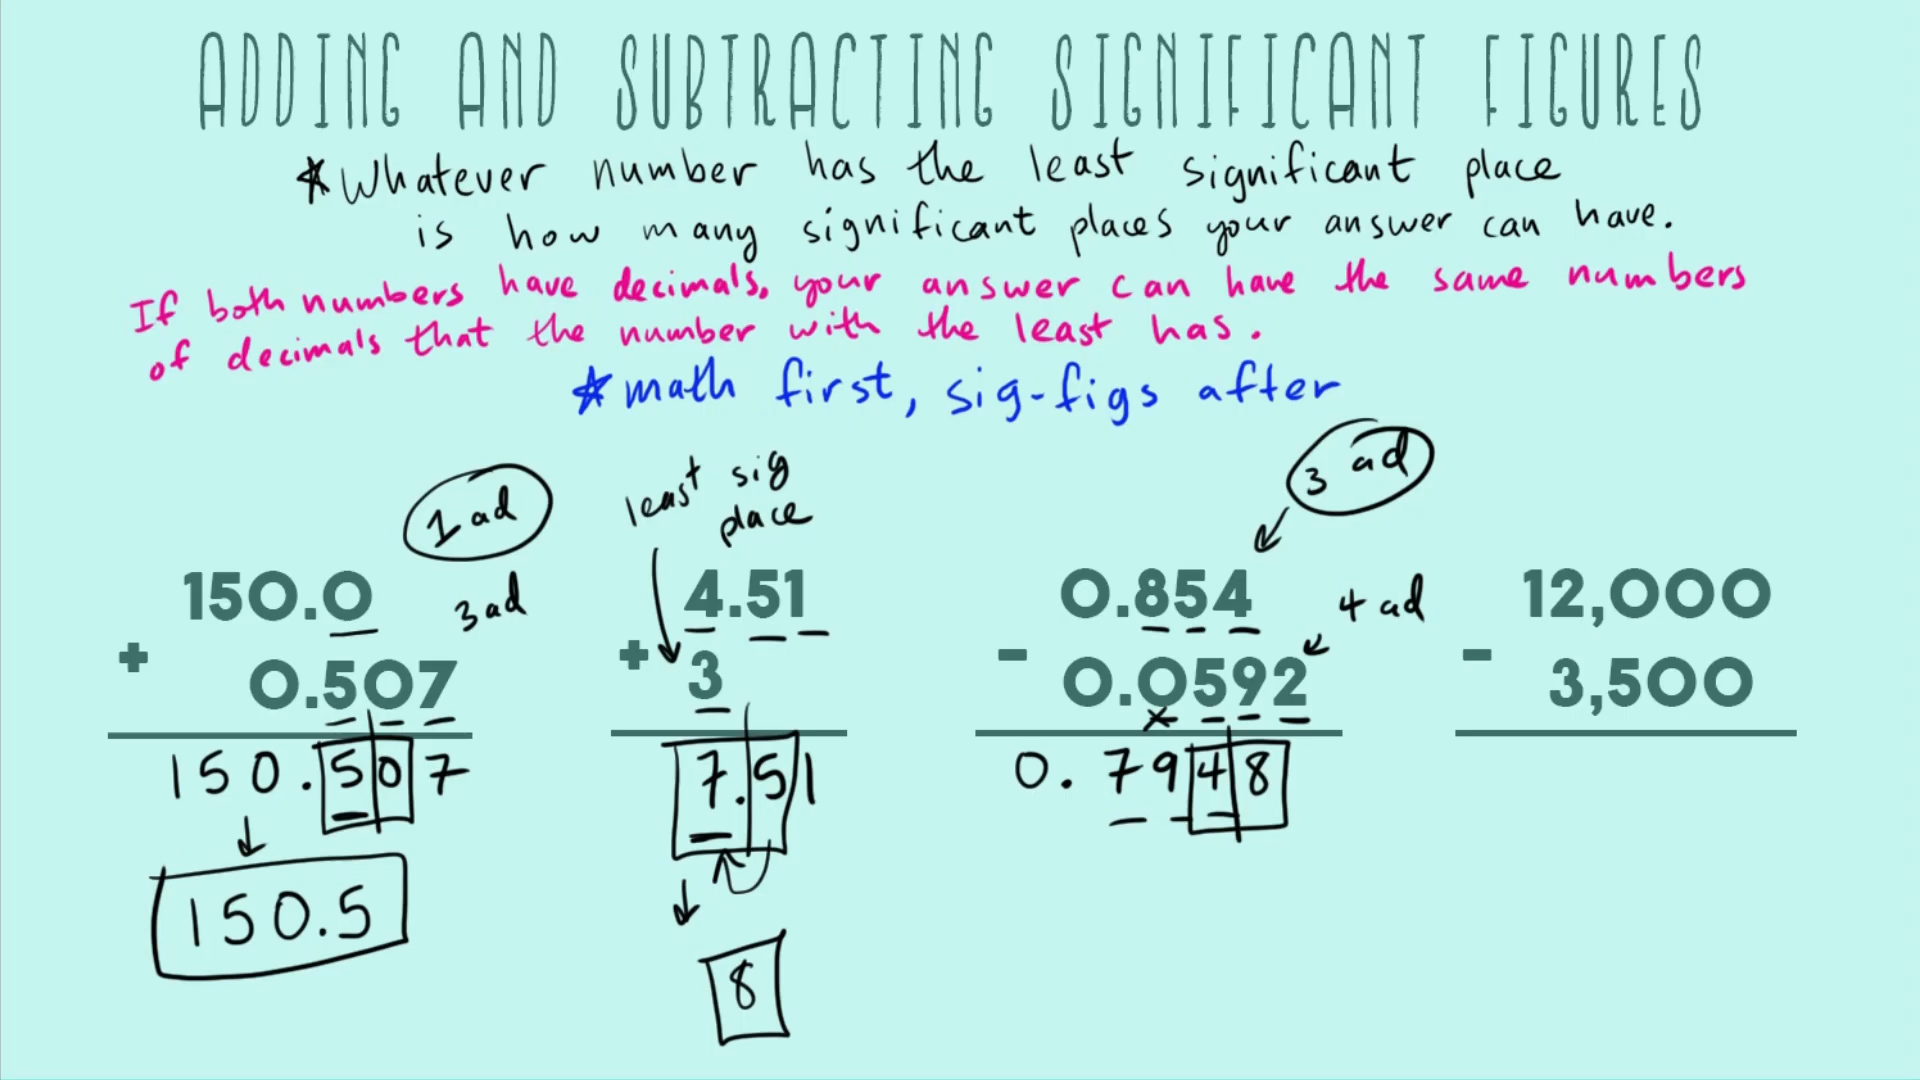 ADDING AND SUBTRACTING SIGNIFICANT FIGURES
*Whatever number has the least significant place
is how many significant places your answer can have.
If both numbers have decimals, your answer can have the same numbers
of decimals that the number with the least has.
*math first, sig-figs after
1 ad
3 ad
150.0
+ 0.507
150.507
150.5
least sig
place
4.51
+ 3
7.51
8
3 ad
4 ad
0.854
- 0.0592
0.7948
12,000
- 3,500